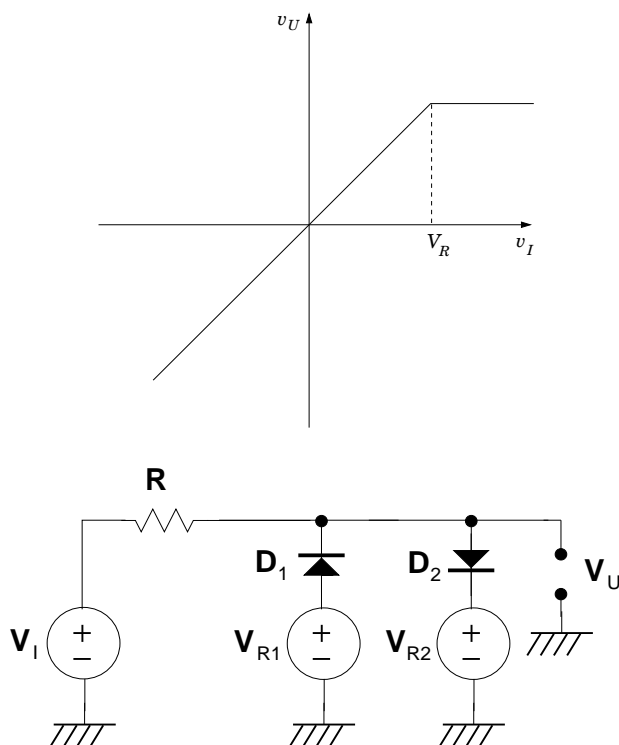 v_U
V_R
v_I
R
D_1
D_2
V_U
V_I
+
−
V_R1
+
−
V_R2
+
−